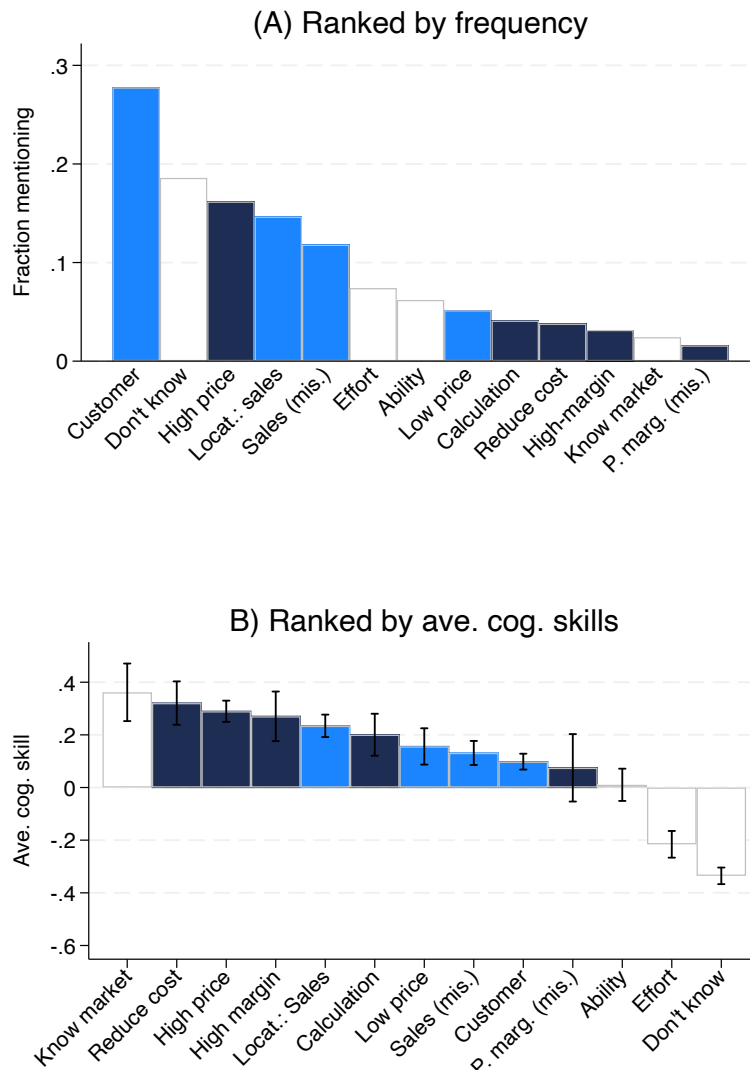 (A) Ranked by frequency
Fraction mentioning
.3
.2
.1
0
Customer
Don't know
High price
Locat.: sales
Sales (mis.)
Effort
Ability
Low price
Calculation
Reduce cost
High-margin
Know market
P. marg. (mis.)
B) Ranked by ave. cog. skills
Ave. cog. skill
.4
.2
0
-.2
-.4
-.6
Know market
Reduce cost
High price
High margin
Locat.: Sales
Calculation
Low price
Sales (mis.)
Customer
P. marg. (mis.)
Ability
Effort
Don't know